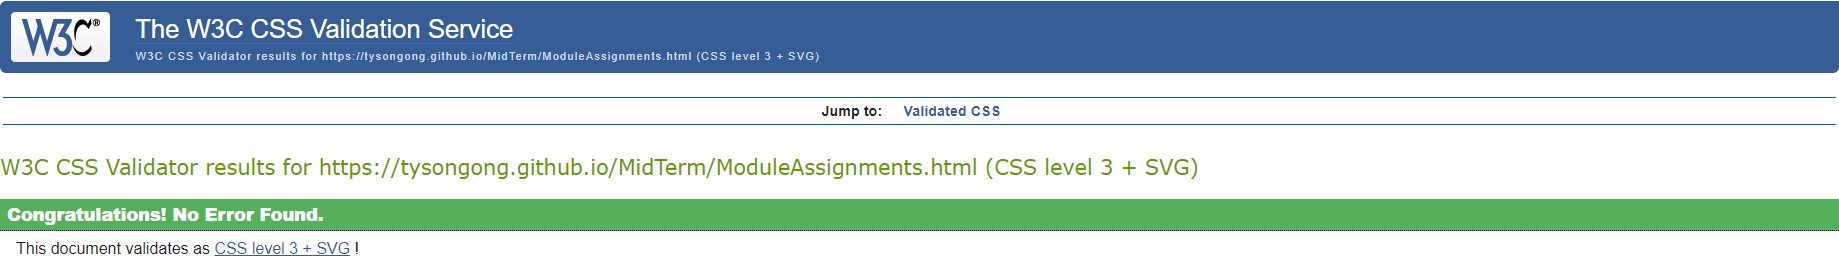 W3C®
The W3C CSS Validation Service
W3C CSS Validator results for https://tysongong.github.io/MidTerm/ModuleAssignments.html (CSS level 3 + SVG)
Jump to: Validated CSS
W3C CSS Validator results for https://tysongong.github.io/MidTerm/ModuleAssignments.html (CSS level 3 + SVG)
Congratulations! No Error Found.
This document validates as CSS level 3 + SVG !